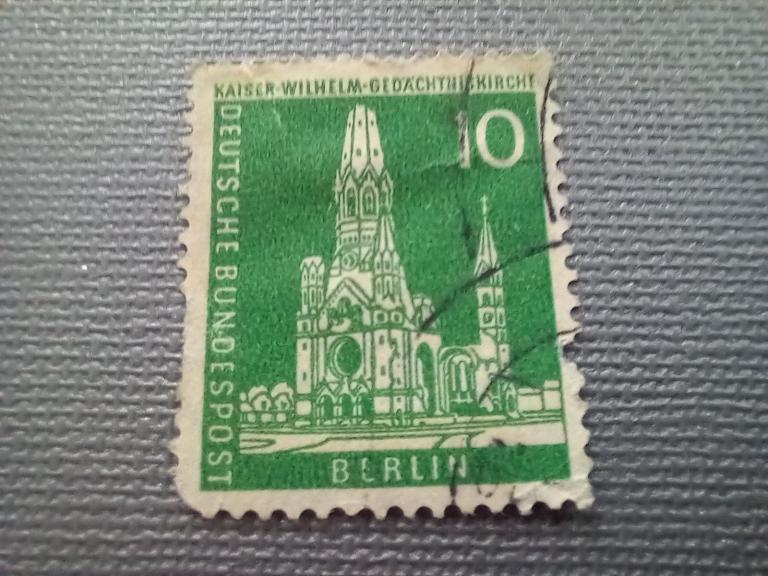 KAISER-WILHELM-GEDÄCHTNISKIRCHE
10
DEUTSCHE BUNDESPOST
BERLIN